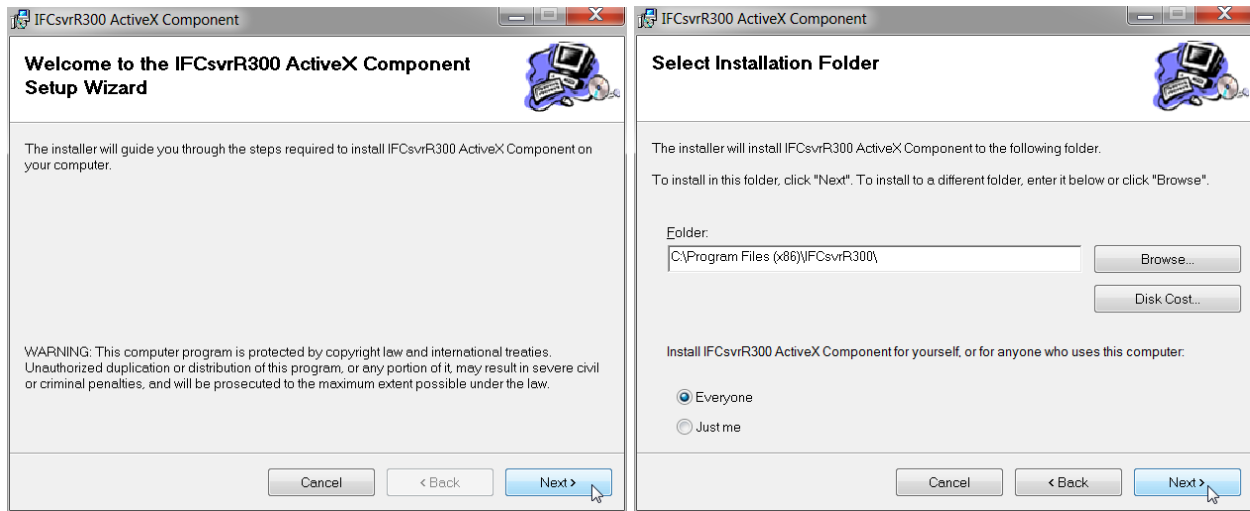 IFCsvrR300 ActiveX Component
Welcome to the IFCsvrR300 ActiveX Component
Setup Wizard
The installer will guide you through the steps required to install IFCsvrR300 ActiveX Component on
your computer.
WARNING: This computer program is protected by copyright law and international treaties.
Unauthorized duplication or distribution of this program, or any portion of it, may result in severe civil
or criminal penalties, and will be prosecuted to the maximum extent possible under the law.
Cancel
< Back
Next >
IFCsvrR300 ActiveX Component
Select Installation Folder
The installer will install IFCsvrR300 ActiveX Component to the following folder.
To install in this folder, click "Next". To install to a different folder, enter it below or click "Browse".
Folder:
C:\Program Files (x86)\IFCsvrR300\
Browse...
Disk Cost...
Install IFCsvrR300 ActiveX Component for yourself, or for anyone who uses this computer:
Everyone
Just me
Cancel
< Back
Next >